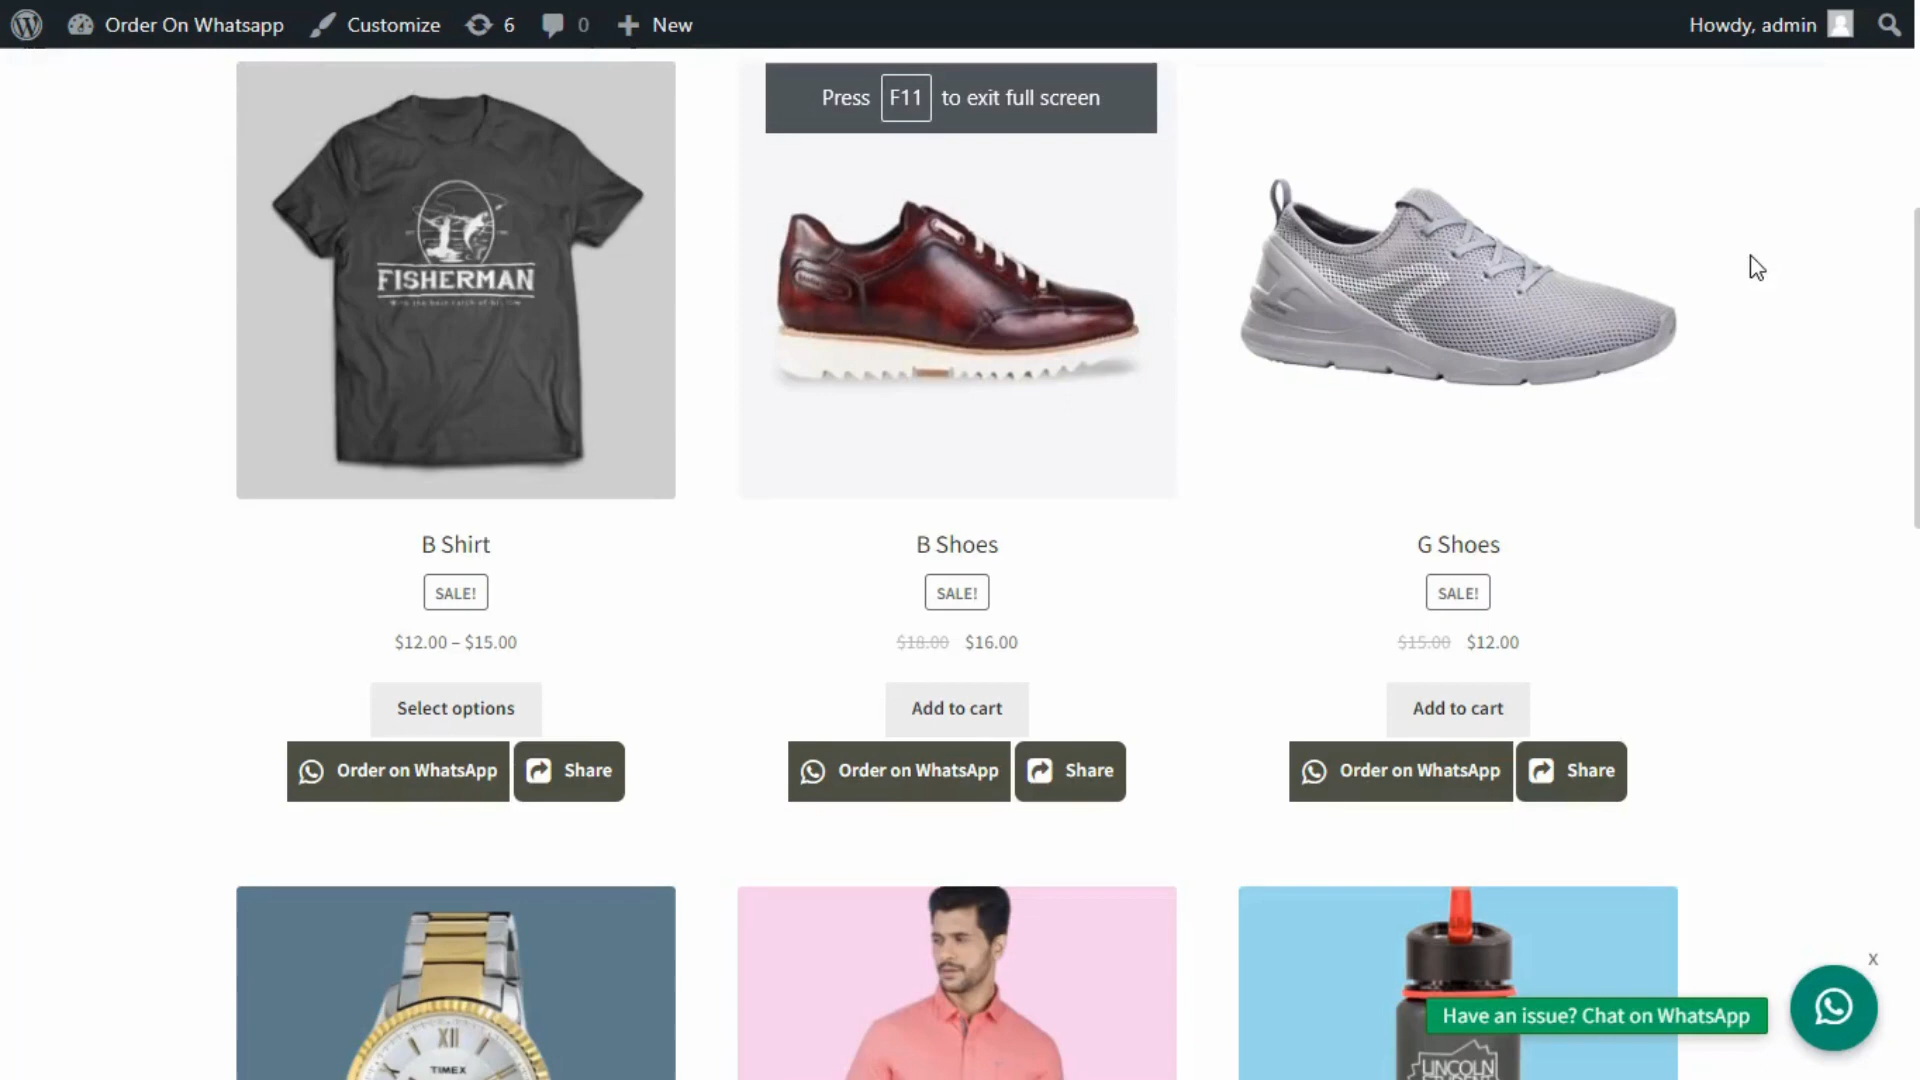 Order On Whatsapp Customize 6 0 New Howdy, admin
Press F11 to exit full screen
FISHERMAN
B Shirt
SALE!
$12.00 – $15.00
Select options
Order on WhatsApp Share
B Shoes
SALE!
$18.00 $16.00
Add to cart
Order on WhatsApp Share
G Shoes
SALE!
$15.00 $12.00
Add to cart
Order on WhatsApp Share
XII
TIMEX
LINCOLN
x
Have an issue? Chat on WhatsApp